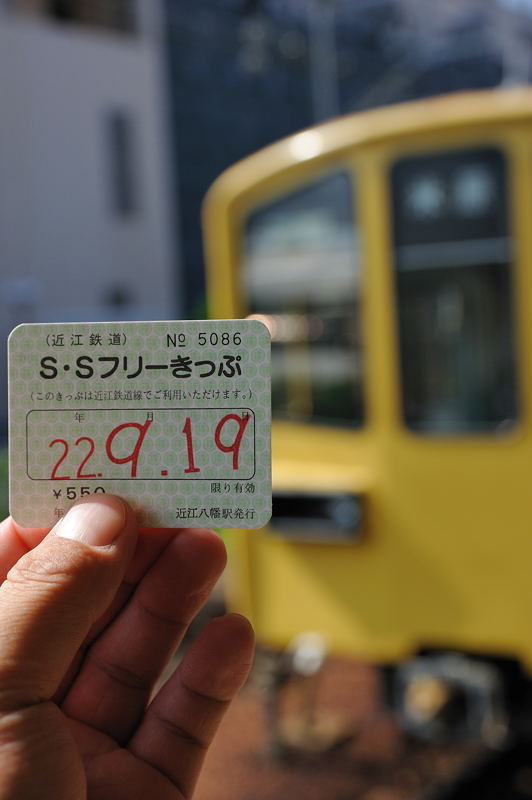 (近江鉄道) № 5086
S・Sフリーきっぷ
(このきっぷは近江鉄道線でご利用いただけます。)
年 月 日
22.9.19
¥550 限り有効
年 近江八幡駅発行